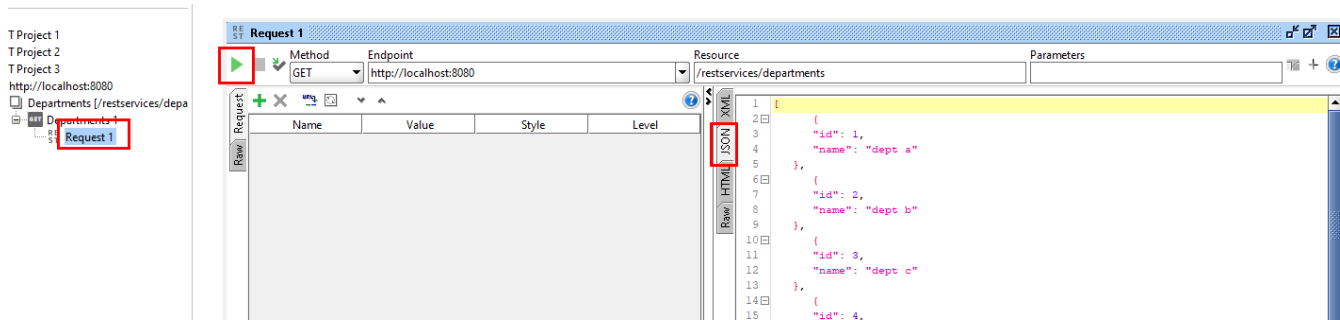 T Project 1
T Project 2
T Project 3
http://localhost:8080
Departments [/restservices/depa
GET Departments 1
REST Request 1
REST Request 1
Method Endpoint Resource Parameters
GET http://localhost:8080 /restservices/departments
Request
Raw
Name Value Style Level
XML
JSON
HTML
Raw
1 [
2 {
3 "id": 1,
4 "name": "dept a"
5 },
6 {
7 "id": 2,
8 "name": "dept b"
9 },
10 {
11 "id": 3,
12 "name": "dept c"
13 },
14 {
15 "id": 4,